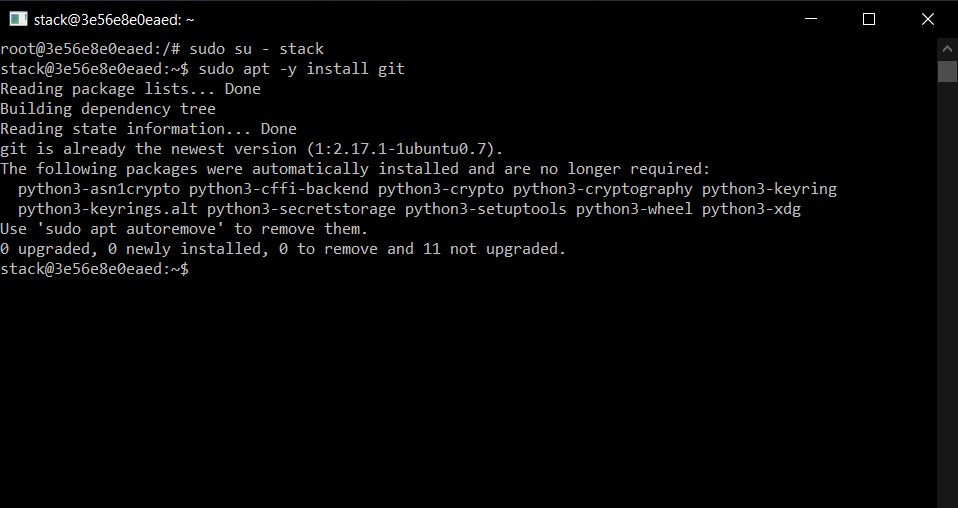 stack@3e56e8e0eaed: ~
root@3e56e8e0eaed:/# sudo su - stack
stack@3e56e8e0eaed:~$ sudo apt -y install git
Reading package lists... Done
Building dependency tree
Reading state information... Done
git is already the newest version (1:2.17.1-1ubuntu0.7).
The following packages were automatically installed and are no longer required:
  python3-asn1crypto python3-cffi-backend python3-crypto python3-cryptography python3-keyring
  python3-keyrings.alt python3-secretstorage python3-setuptools python3-wheel python3-xdg
Use 'sudo apt autoremove' to remove them.
0 upgraded, 0 newly installed, 0 to remove and 11 not upgraded.
stack@3e56e8e0eaed:~$